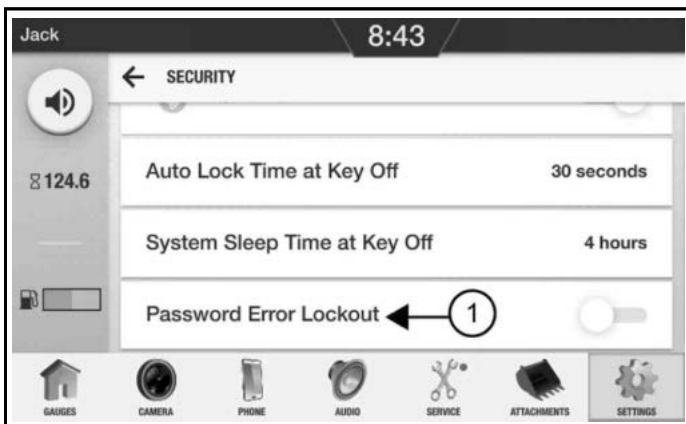 Jack
8:43
SECURITY
Auto Lock Time at Key Off 30 seconds
124.6
System Sleep Time at Key Off 4 hours
Password Error Lockout 1
GAUGES CAMERA PHONE AUDIO SERVICE ATTACHMENTS SETTINGS